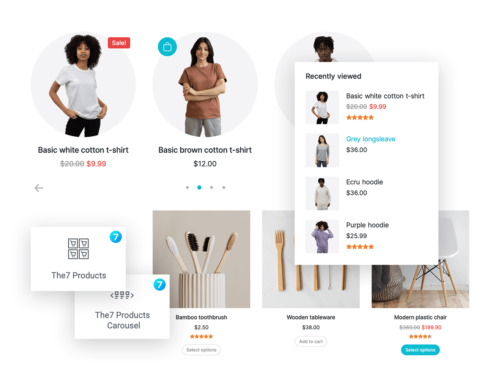 Sale!
Basic white cotton t-shirt
$20.00 $9.99
Basic brown cotton t-shirt
$12.00
Recently viewed
Basic white cotton t-shirt
$20.00 $9.99
Grey longsleave
$36.00
Ecru hoodie
$36.00
Purple hoodie
$25.99
7
The7 Products
7
The7 Products
Carousel
Bamboo toothbrush
$2.50
Select options
Wooden tableware
$38.00
Add to cart
Modern plastic chair
$360.00 $189.90
Select options